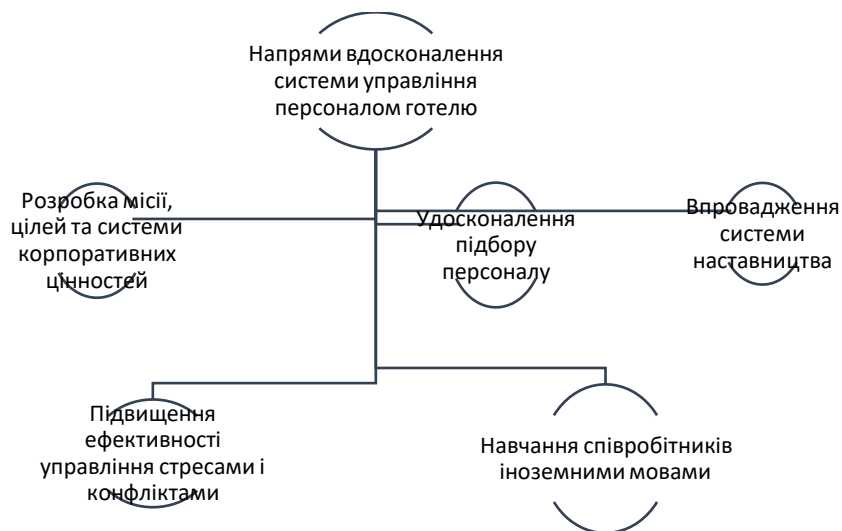 Напрями вдосконалення
системи управління
персоналом готелю
Розробка місії,
цілей та системи
корпоративних
цінностей
Удосконалення
підбору
персоналу
Впровадження
системи
наставництва
Підвищення
ефективності
управління стресами і
конфліктами
Навчання співробітників
іноземними мовами